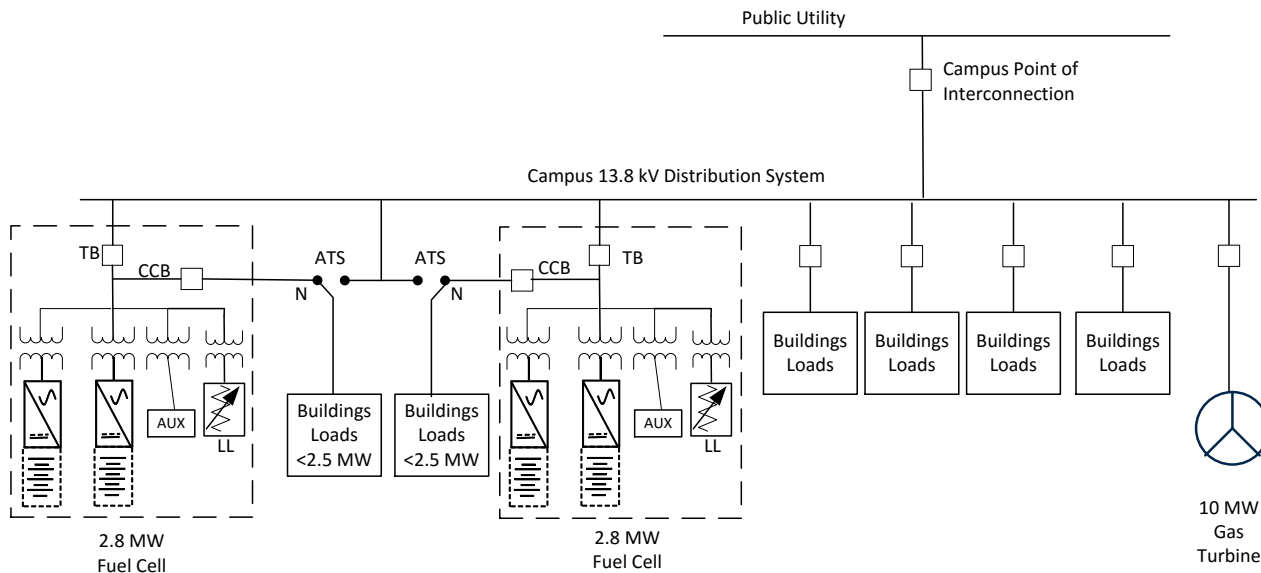 Public Utility
Campus Point of
Interconnection
Campus 13.8 kV Distribution System
TB
CCB
ATS
N
ATS
N
CCB
TB
AUX
LL
Buildings
Loads
<2.5 MW
Buildings
Loads
<2.5 MW
AUX
LL
Buildings
Loads
Buildings
Loads
Buildings
Loads
Buildings
Loads
2.8 MW
Fuel Cell
2.8 MW
Fuel Cell
10 MW
Gas
Turbine